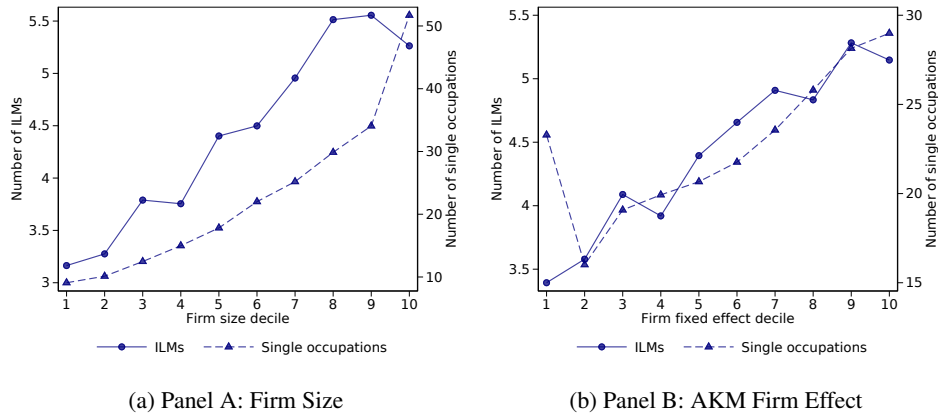 5.5
5
4.5
4
3.5
3
Number of ILMs
50
40
30
20
10
Number of single occupations
1 2 3 4 5 6 7 8 9 10
Firm size decile
ILMs Single occupations
(a) Panel A: Firm Size
5.5
5
4.5
4
3.5
Number of ILMs
30
25
20
15
Number of single occupations
1 2 3 4 5 6 7 8 9 10
Firm fixed effect decile
ILMs Single occupations
(b) Panel B: AKM Firm Effect